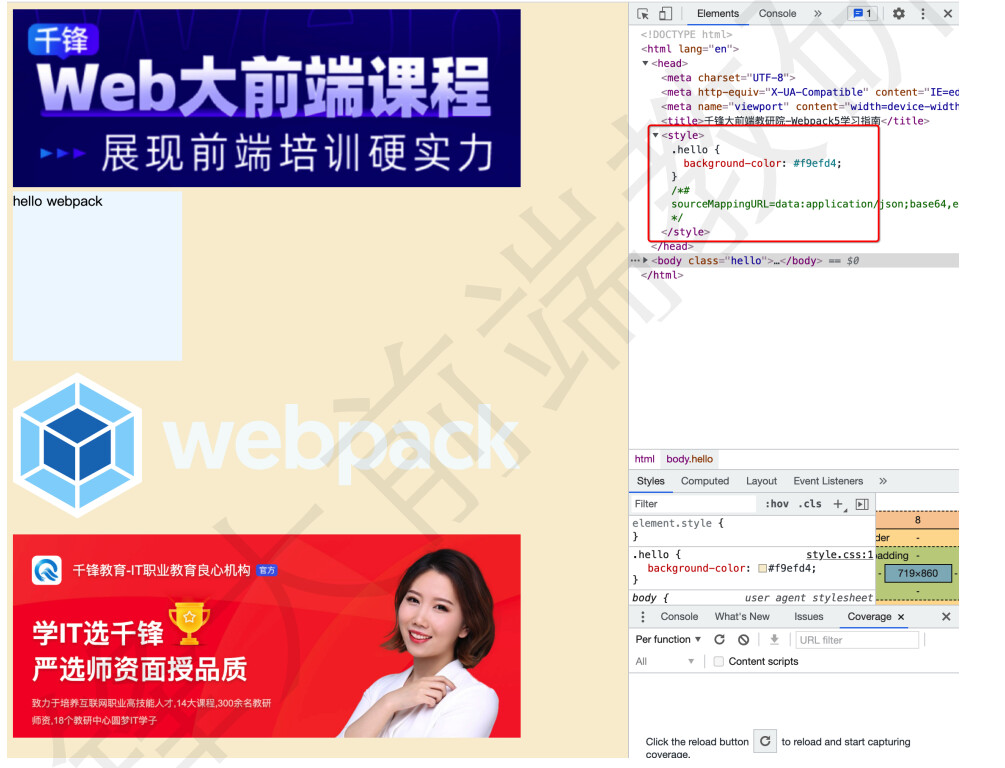 千锋
Web大前端课程
展现前端培训硬实力
hello webpack
webpack
千锋教育-IT职业教育良心机构 官方
学IT选千锋
严选师资面授品质
致力于培养互联网职业高技能人才,14大课程,300余名教研
师资,18个教研中心圆梦IT学子
Elements Console » 1
<!DOCTYPE html>
<html lang="en">
<head>
<meta charset="UTF-8">
<meta http-equiv="X-UA-Compatible" content="IE=ed
<meta name="viewport" content="width=device-width
<title>千锋大前端教研院-Webpack5学习指南</title>
<style>
.hello {
background-color: #f9efd4;
}
/*#
sourceMappingURL=data:application/json;base64,e
*/
</style>
</head>
<body class="hello">…</body> == $0
</html>
html body.hello
Styles Computed Layout Event Listeners »
Filter :hov .cls +
element.style {
}
.hello { style.css:1
background-color: #f9efd4;
}
body { user agent stylesheet
8
der -
adding -
- 719×860 -
-
Console What's New Issues Coverage ×
Per function ▼ URL filter
All ▼ Content scripts
Click the reload button to reload and start capturing
coverage.
千锋大前端教研